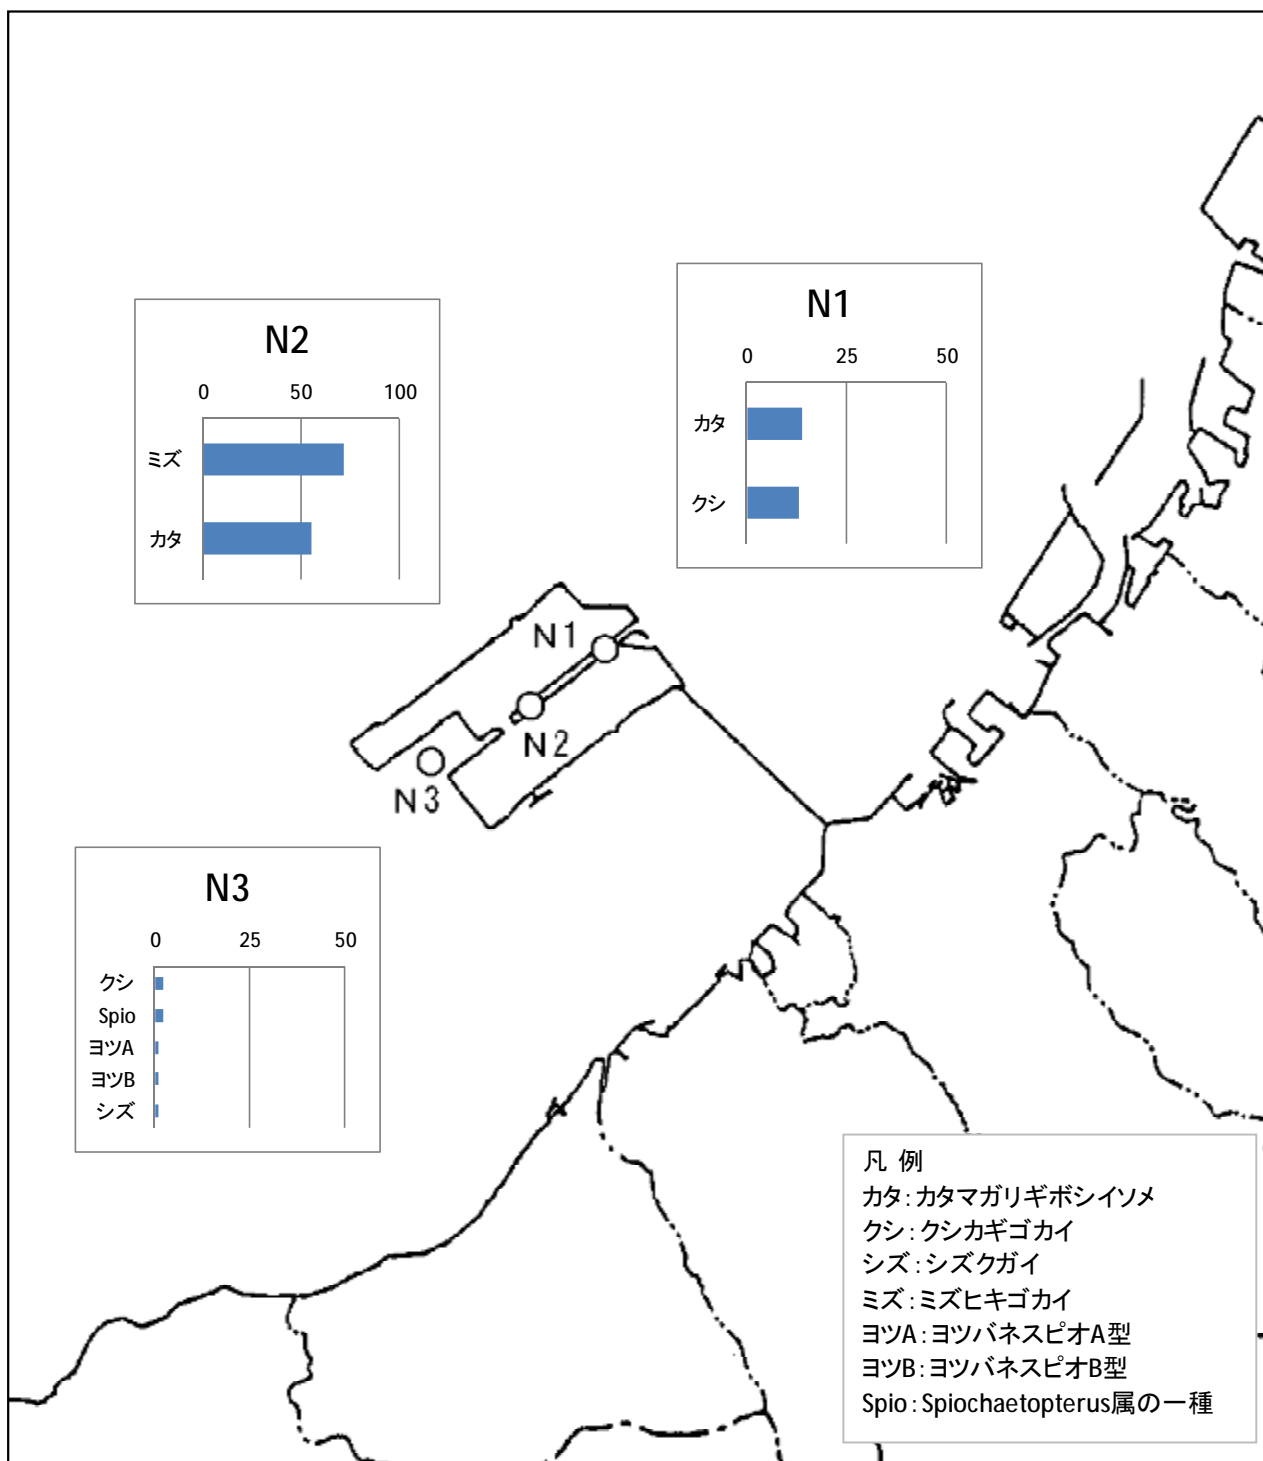 N1
0 25 50
カタ
クシ
N2
0 50 100
ミズ
カタ
N1
N2
N3
N3
0 25 50
クシ
Spio
ヨツA
ヨツB
シズ
凡 例
カタ：カタマガリギボシイソメ
クシ：クシカギゴカイ
シズ：シズクガイ
ミズ：ミズヒキゴカイ
ヨツA：ヨツバネスピオA型
ヨツB：ヨツバネスピオB型
Spio：Spiochaetopterus属の一種